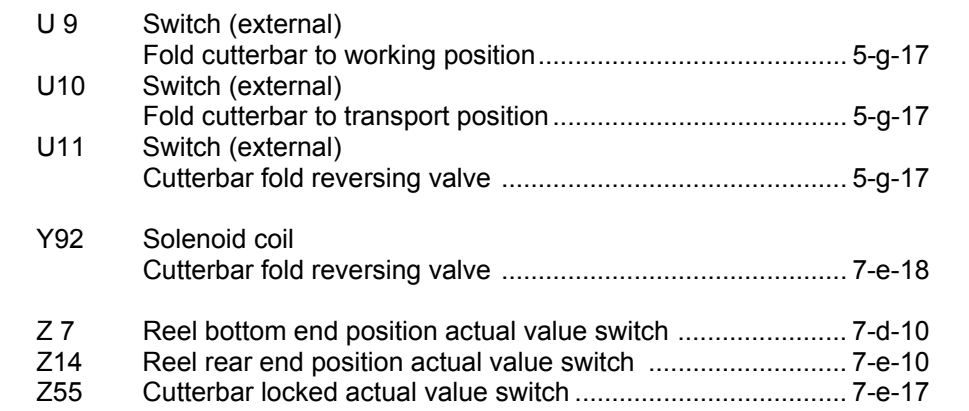 U 9 Switch (external)
Fold cutterbar to working position..................................... 5-g-17
U10 Switch (external)
Fold cutterbar to transport position ................................... 5-g-17
U11 Switch (external)
Cutterbar fold reversing valve .......................................... 5-g-17
Y92 Solenoid coil
Cutterbar fold reversing valve .......................................... 7-e-18
Z 7 Reel bottom end position actual value switch ..................... 7-d-10
Z14 Reel rear end position actual value switch ........................ 7-e-10
Z55 Cutterbar locked actual value switch ................................. 7-e-17